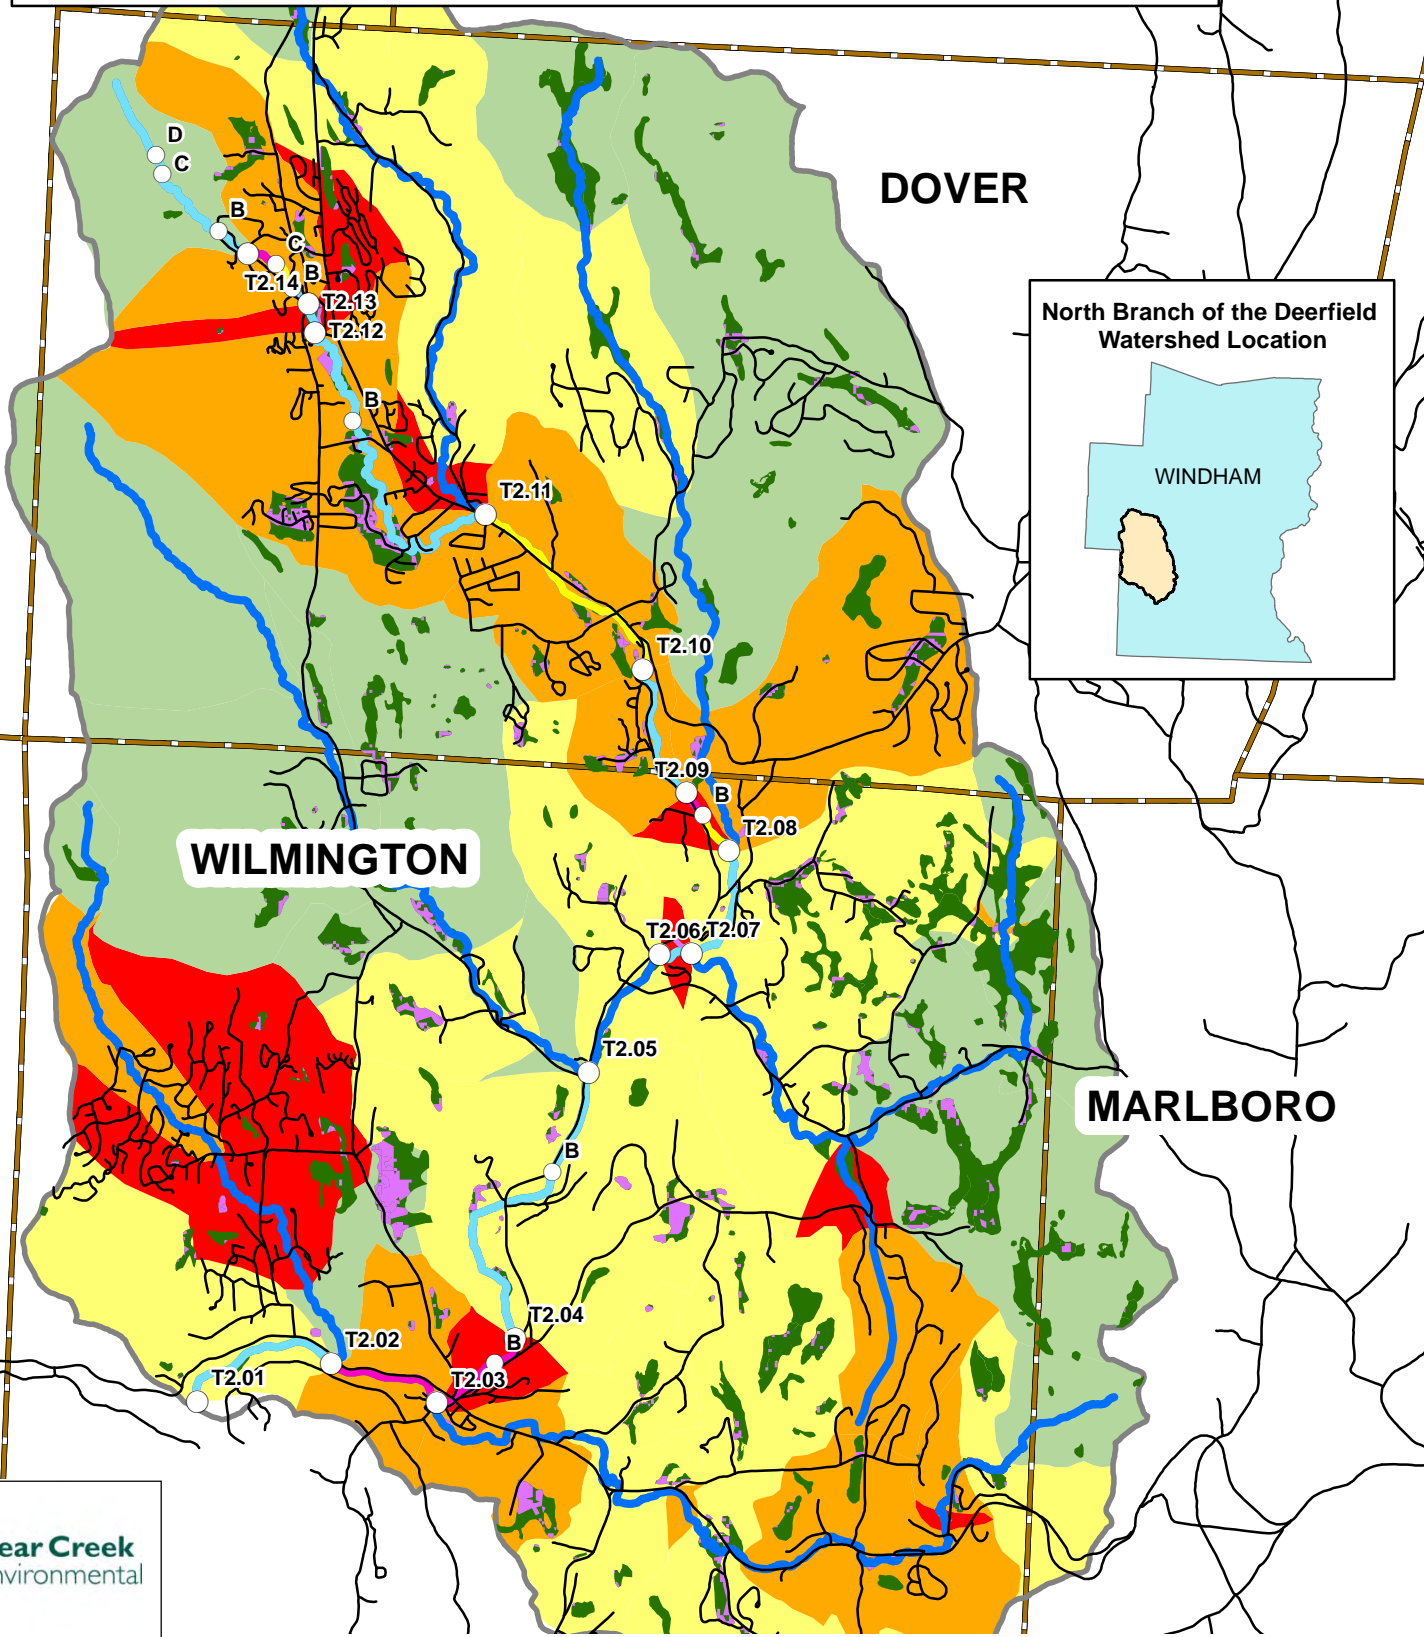 D
C
DOVER
B
C
T2.14
B
T2.13
T2.12
North Branch of the Deerfield
Watershed Location
WINDHAM
B
T2.11
T2.10
T2.09
B
T2.08
WILMINGTON
T2.06
T2.07
T2.05
MARLBORO
B
T2.04
B
T2.02
T2.03
T2.01
ear Creek
nvironmental